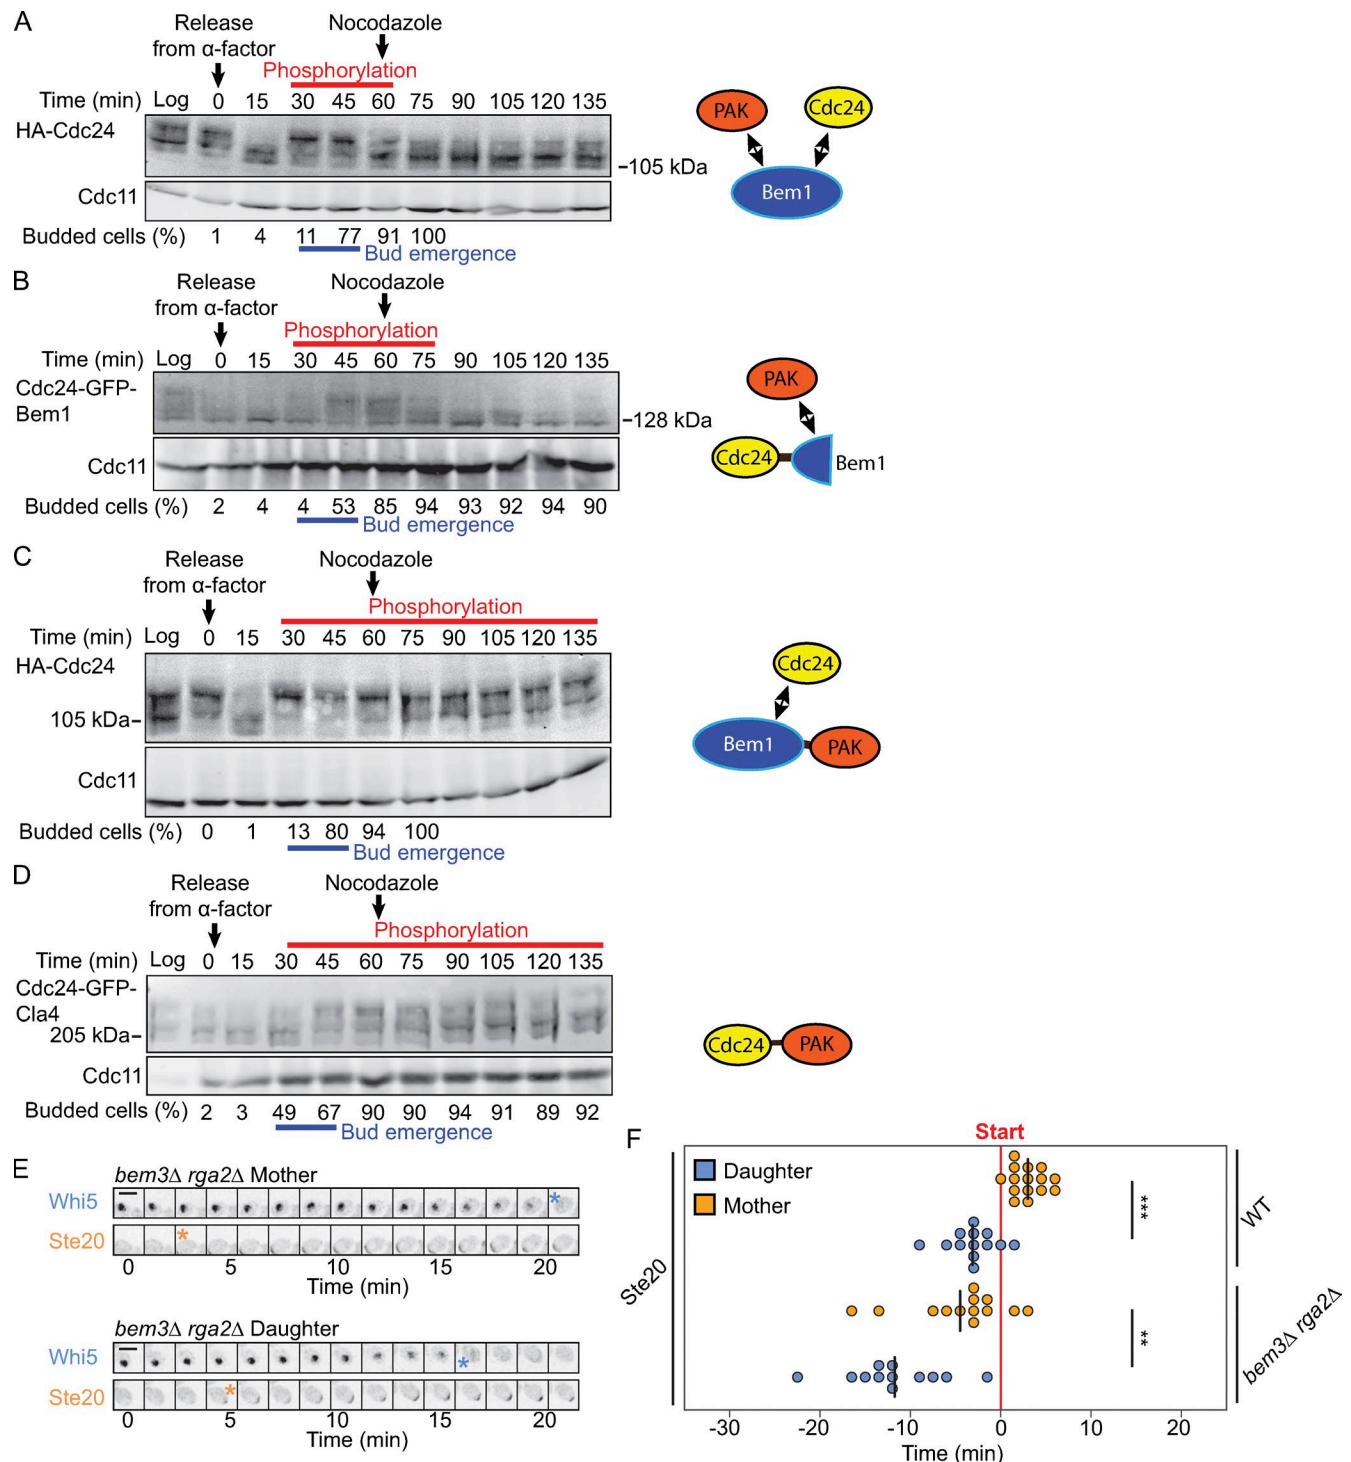 A
Release
from α-factor
Nocodazole
Phosphorylation
Time (min) Log 0 15 30 45 60 75 90 105 120 135
HA-Cdc24
–105 kDa
Cdc11
Budded cells (%) 1 4 11 77 91 100
Bud emergence
PAK
Cdc24
Bem1
B
Release
from α-factor
Nocodazole
Phosphorylation
Time (min) Log 0 15 30 45 60 75 90 105 120 135
Cdc24-GFP-
Bem1
–128 kDa
Cdc11
Budded cells (%) 2 4 4 53 85 94 93 92 94 90
Bud emergence
PAK
Cdc24
Bem1
C
Release
from α-factor
Nocodazole
Phosphorylation
Time (min) Log 0 15 30 45 60 75 90 105 120 135
HA-Cdc24
105 kDa–
Cdc11
Budded cells (%) 0 1 13 80 94 100
Bud emergence
Cdc24
Bem1
PAK
D
Release
from α-factor
Nocodazole
Phosphorylation
Time (min) Log 0 15 30 45 60 75 90 105 120 135
Cdc24-GFP-
Cla4
205 kDa–
Cdc11
Budded cells (%) 2 3 49 67 90 90 94 91 89 92
Bud emergence
Cdc24
PAK
E
bem3Δ rga2Δ Mother
Whi5 *
Ste20 *
0 5 10 15 20
Time (min)
bem3Δ rga2Δ Daughter
Whi5 *
Ste20 *
0 5 10 15 20
Time (min)
F
Start
Daughter
Mother
Ste20
***
WT
**
bem3Δ rga2Δ
-30 -20 -10 0 10 20
Time (min)